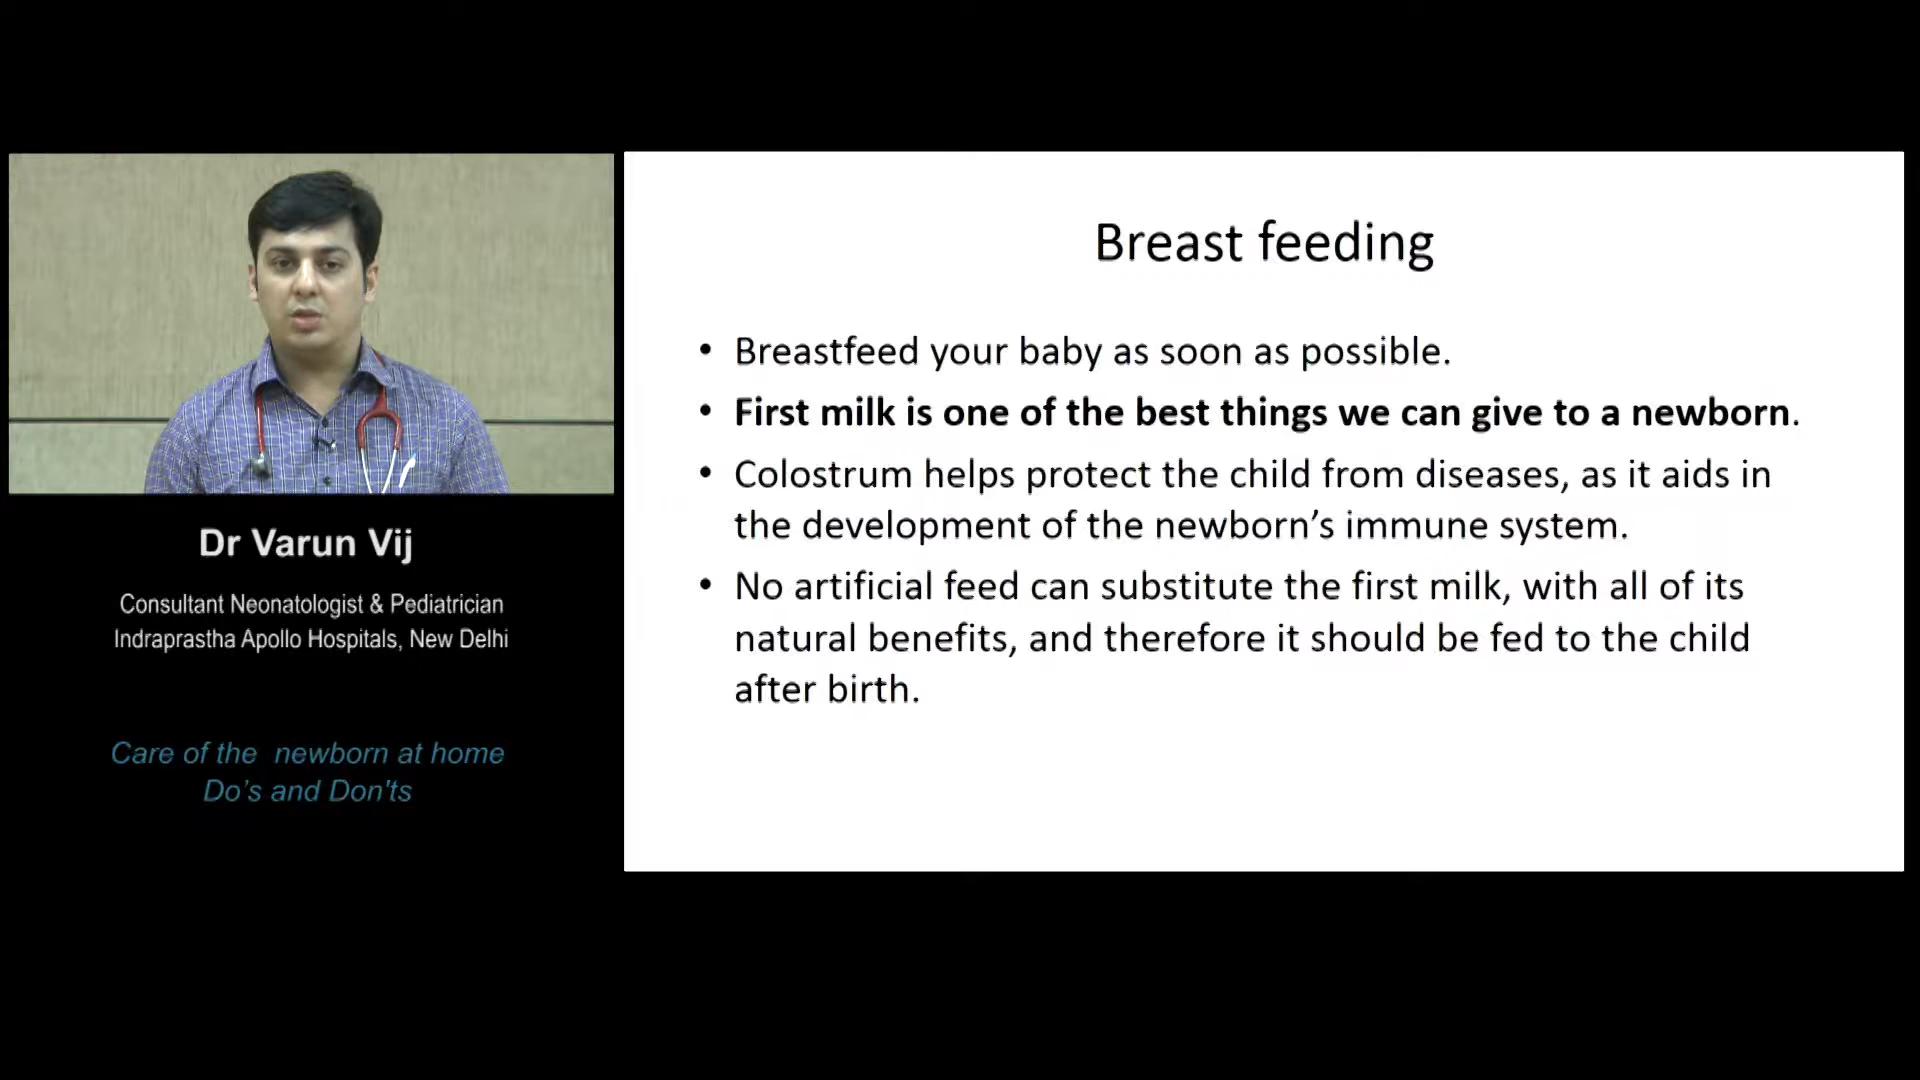 Dr Varun Vij
Consultant Neonatologist & Pediatrician
Indraprastha Apollo Hospitals, New Delhi
Care of the newborn at home
Do’s and Don'ts
Breast feeding
• Breastfeed your baby as soon as possible.
• First milk is one of the best things we can give to a newborn.
• Colostrum helps protect the child from diseases, as it aids in
the development of the newborn’s immune system.
• No artificial feed can substitute the first milk, with all of its
natural benefits, and therefore it should be fed to the child
after birth.